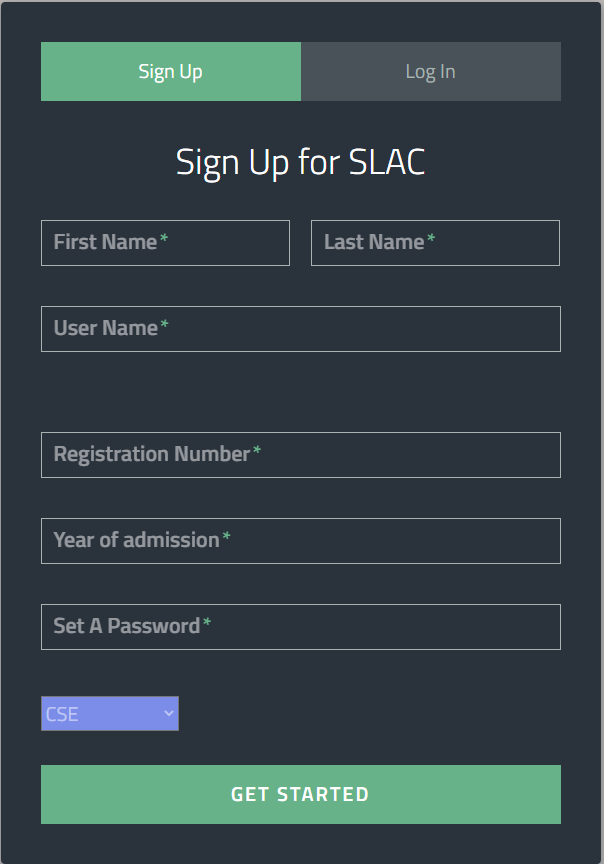 Sign Up Log In
Sign Up for SLAC
First Name* Last Name*
User Name*
Registration Number*
Year of admission*
Set A Password*
CSE
GET STARTED